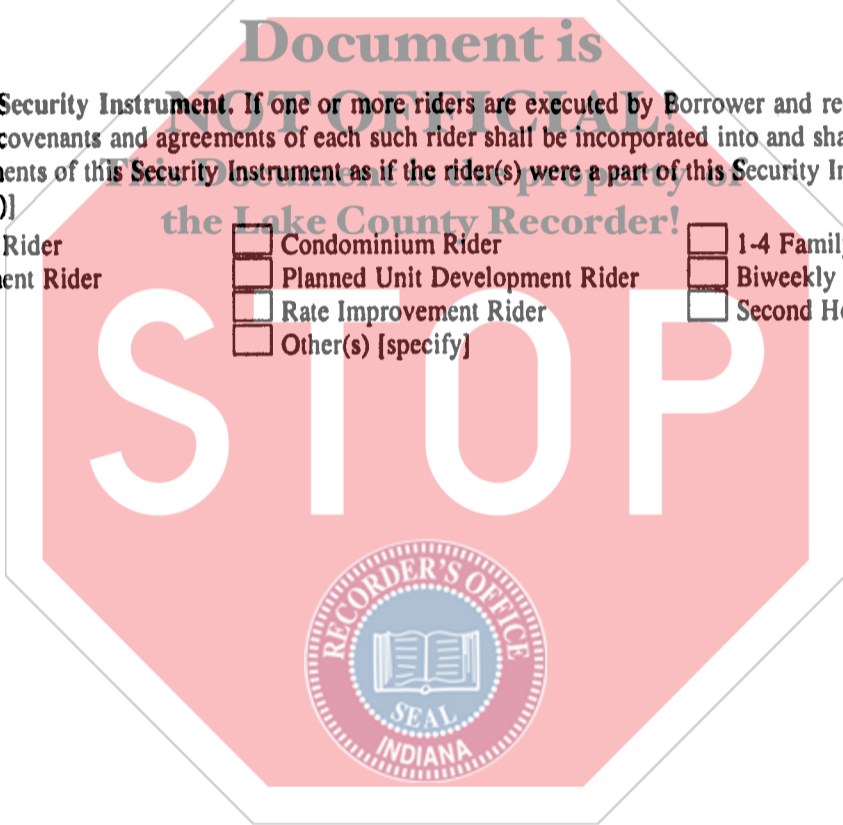 Document is
NOT OFFICIAL!
This Document is the property of
the Lake County Recorder!
Security Instrument. If one or more riders are executed by Borrower and re
covenants and agreements of each such rider shall be incorporated into and sha
ents of this Security Instrument as if the rider(s) were a part of this Security In
)]
Rider Condominium Rider 1-4 Family
ent Rider Planned Unit Development Rider Biweekly
Rate Improvement Rider Second Ho
Other(s) [specify]
STOP
RECORDER'S OFFICE
SEAL
INDIANA